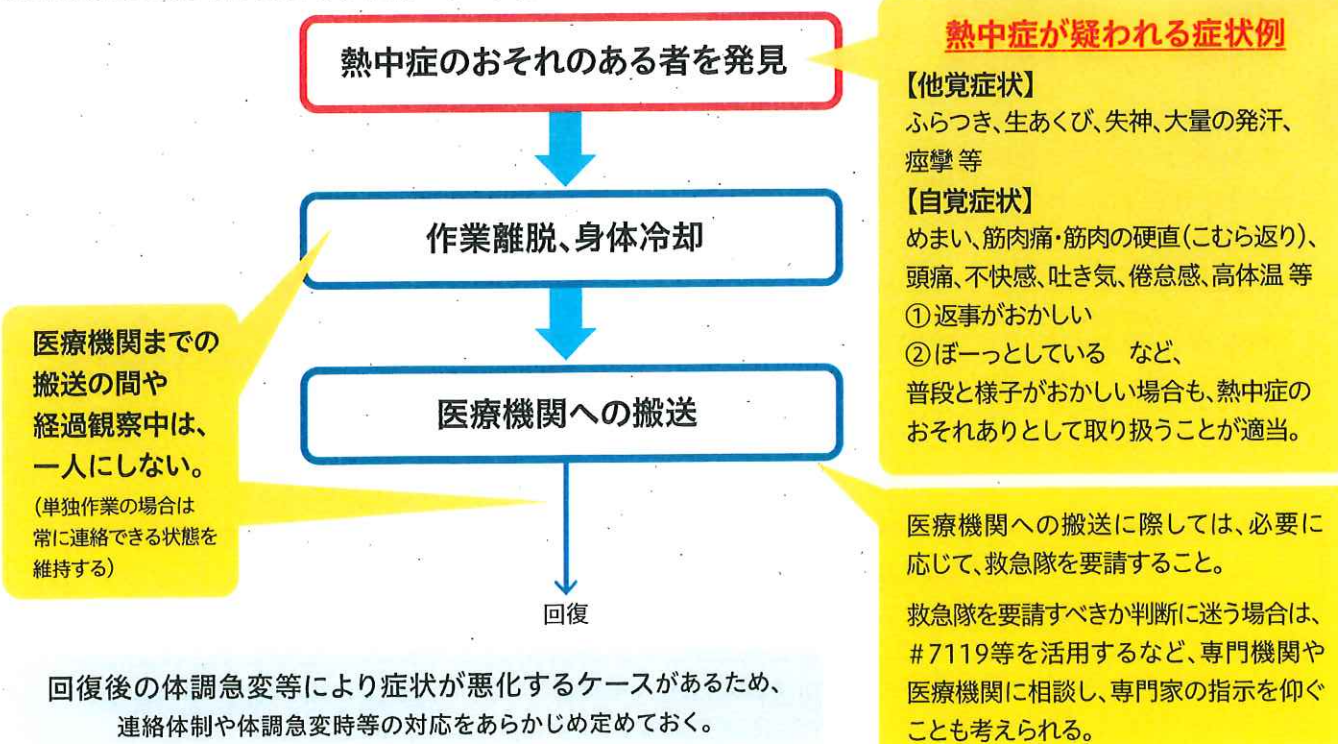 熱中症のおそれのある者を発見
作業離脱、身体冷却
医療機関への搬送
回復
医療機関までの
搬送の間や
経過観察中は、
一人にしない。
(単独作業の場合は
常に連絡できる状態を
維持する)
熱中症が疑われる症状例
【他覚症状】
ふらつき、生あくび、失神、大量の発汗、
痙攣 等
【自覚症状】
めまい、筋肉痛・筋肉の硬直(こむら返り)、
頭痛、不快感、吐き気、倦怠感、高体温 等
①返事がおかしい
②ぼーっとしている　など、
普段と様子がおかしい場合も、熱中症の
おそれありとして取り扱うことが適当。
医療機関への搬送に際しては、必要に
応じて、救急隊を要請すること。
救急隊を要請すべきか判断に迷う場合は、
#7119等を活用するなど、専門機関や
医療機関に相談し、専門家の指示を仰ぐ
ことも考えられる。
回復後の体調急変等により症状が悪化するケースがあるため、
連絡体制や体調急変時等の対応をあらかじめ定めておく。